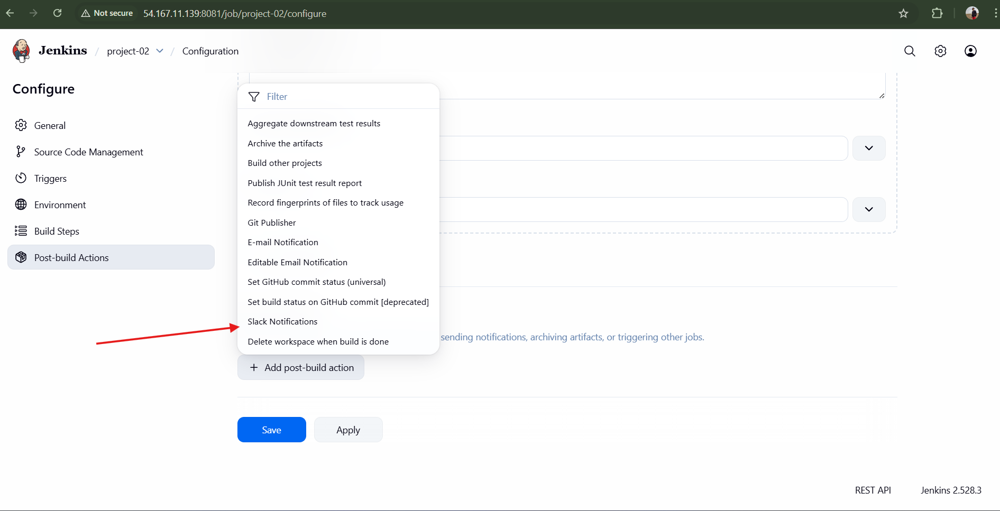 Not secure 54.167.11.139:8081/job/project-02/configure
Jenkins / project-02 / Configuration
Configure
General
Source Code Management
Triggers
Environment
Build Steps
Post-build Actions
Filter
Aggregate downstream test results
Archive the artifacts
Build other projects
Publish JUnit test result report
Record fingerprints of files to track usage
Git Publisher
E-mail Notification
Editable Email Notification
Set GitHub commit status (universal)
Set build status on GitHub commit [deprecated]
Slack Notifications
Delete workspace when build is done
sending notifications, archiving artifacts, or triggering other jobs.
+ Add post-build action
Save Apply
REST API Jenkins 2.528.3